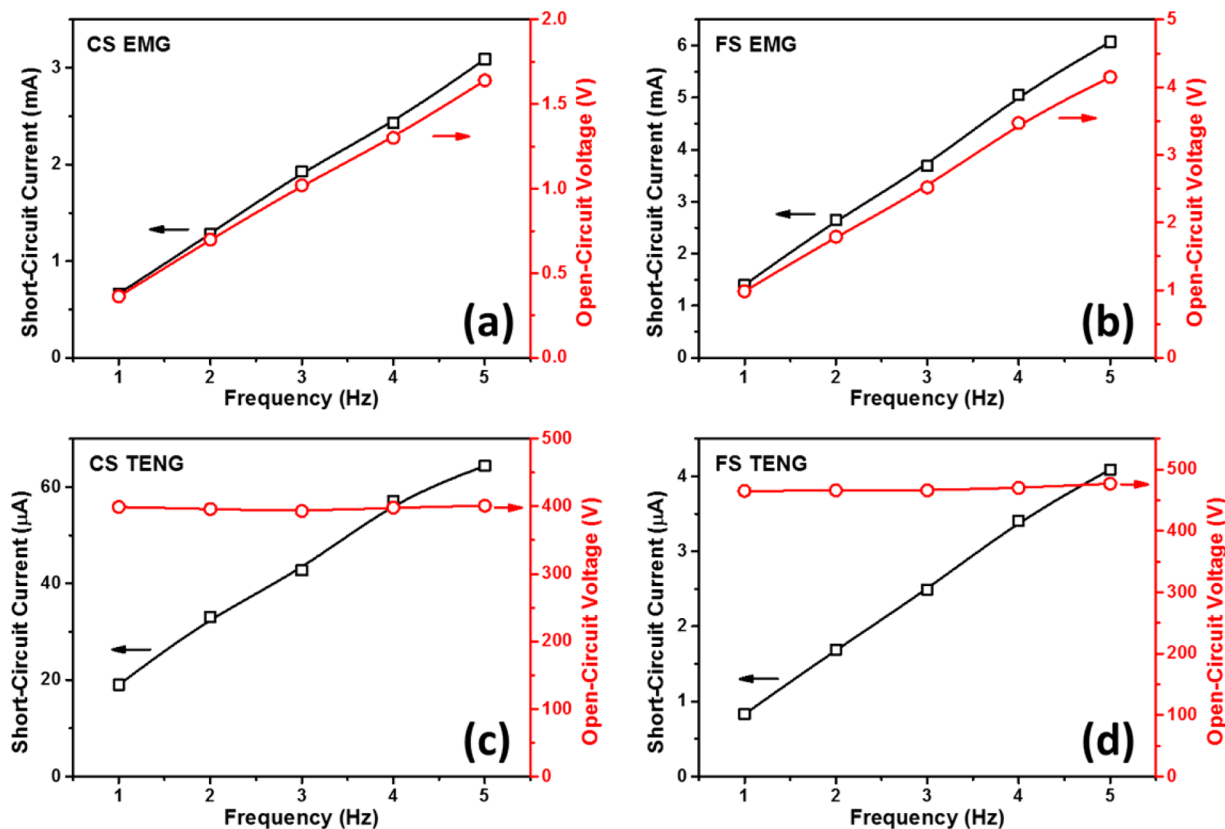 CS EMG
(a)
Short-Circuit Current (mA)
0
1
2
3
Open-Circuit Voltage (V)
0.0
0.5
1.0
1.5
2.0
1 2 3 4 5
Frequency (Hz)
FS EMG
(b)
Short-Circuit Current (mA)
0
1
2
3
4
5
6
Open-Circuit Voltage (V)
0
1
2
3
4
5
1 2 3 4 5
Frequency (Hz)
CS TENG
(c)
Short-Circuit Current (μA)
0
20
40
60
Open-Circuit Voltage (V)
0
100
200
300
400
500
1 2 3 4 5
Frequency (Hz)
FS TENG
(d)
Short-Circuit Current (μA)
0
1
2
3
4
Open-Circuit Voltage (V)
0
100
200
300
400
500
1 2 3 4 5
Frequency (Hz)